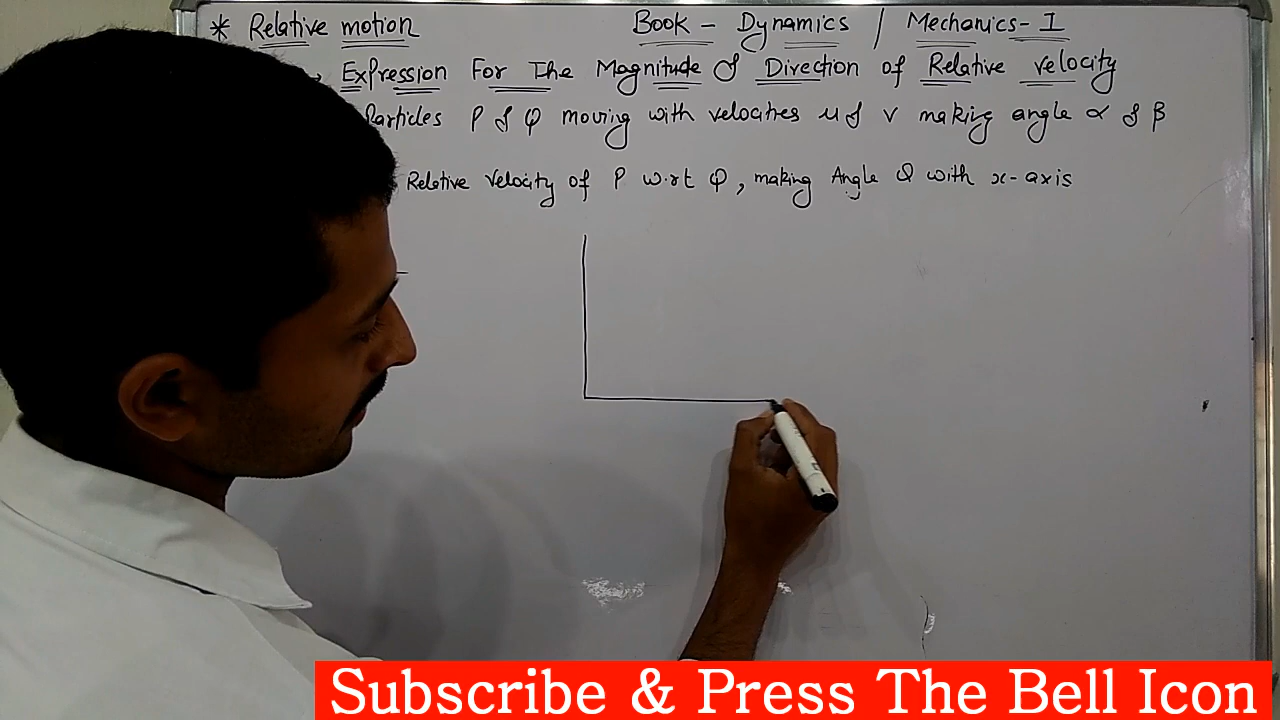 * Relative motion Book - Dynamics / Mechanics - I
→ Expression For The Magnitude & Direction of Relative velocity
Particles P & Q moving with velocities u & v making angle α & β
Relative Velocity of P w.r.t Q, making Angle θ with x-axis
Subscribe & Press The Bell Icon